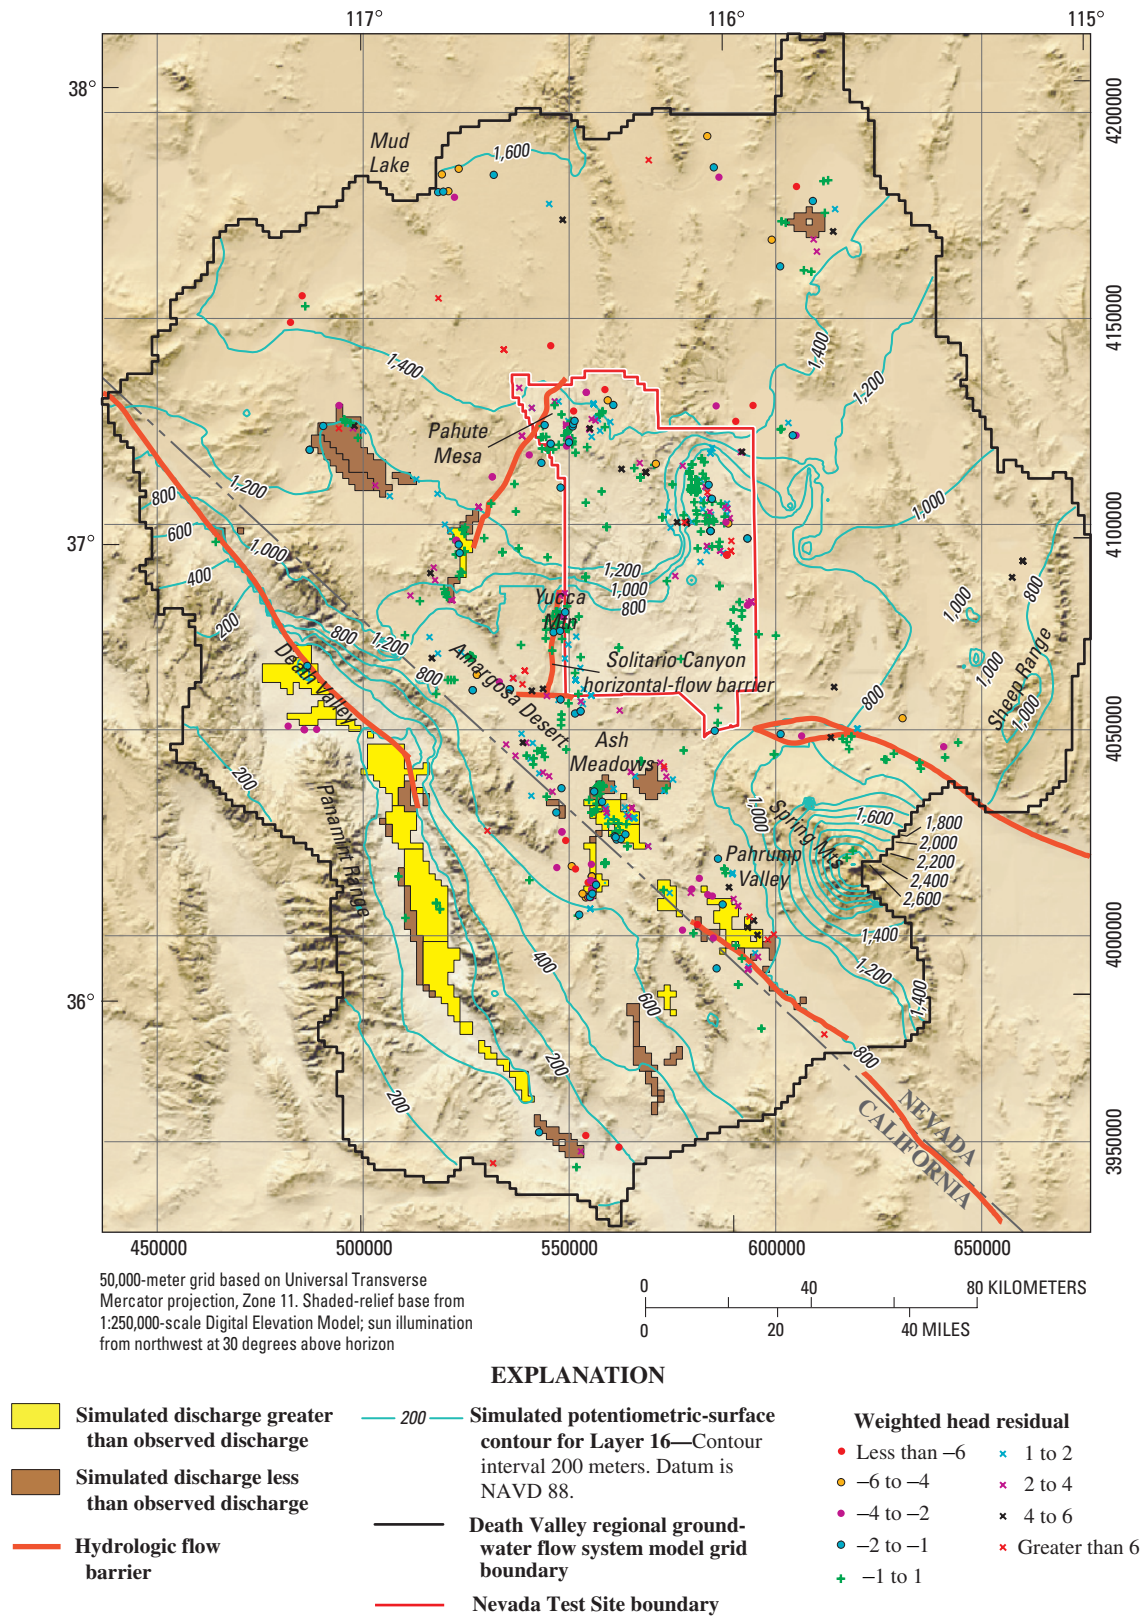 117°
116°
115°
38°
4200000
Mud
Lake
1,600
1,400
4150000
1,400
1,400
1,200
Pahute
Mesa
1,200
800
600
1,000
400
1,000
4100000
37°
1,200
1,000
800
200
800
1,200
800
Yucca
Mtn
1,000
800
1,000
1,000
Death Valley
Amargosa Desert
Solitario Canyon
horizontal-flow barrier
Sheep Range
800
4050000
Ash
Meadows
200
Panamint Range
1,000
Spring Mts
1,600
1,800
2,000
2,200
2,400
2,600
Pahrump
Valley
1,400
1,200
1,400
4000000
400
600
36°
200
200
800
NEVADA
CALIFORNIA
3950000
450000
500000
550000
600000
650000
50,000-meter grid based on Universal Transverse
Mercator projection, Zone 11. Shaded-relief base from
1:250,000-scale Digital Elevation Model; sun illumination
from northwest at 30 degrees above horizon
0 40 80 KILOMETERS
0 20 40 MILES
EXPLANATION
Simulated discharge greater
than observed discharge
Simulated discharge less
than observed discharge
Hydrologic flow
barrier
200
Simulated potentiometric-surface
contour for Layer 16—Contour
interval 200 meters. Datum is
NAVD 88.
Death Valley regional ground-
water flow system model grid
boundary
Nevada Test Site boundary
Weighted head residual
Less than –6
–6 to –4
–4 to –2
–2 to –1
–1 to 1
1 to 2
2 to 4
4 to 6
Greater than 6